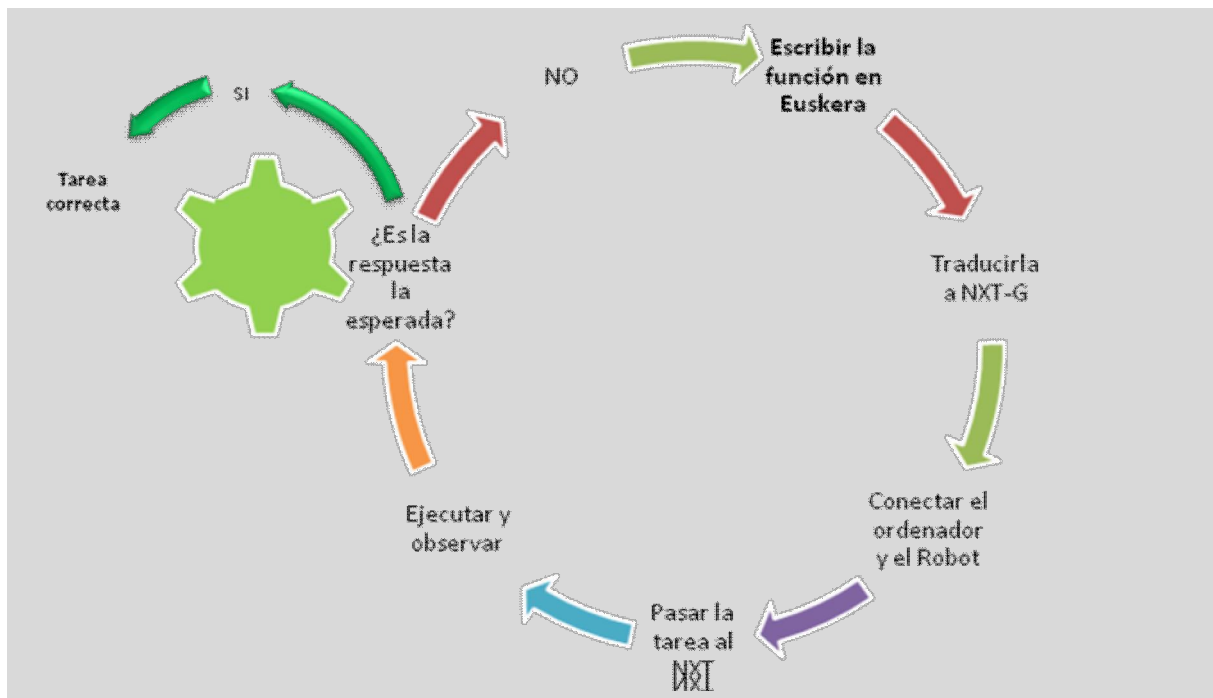 NO
Escribir la
función en
Euskera
Traducirla
a NXT-G
Conectar el
ordenador
y el Robot
Pasar la
tarea al
NXT
Ejecutar y
observar
¿Es la
respuesta
la
esperada?
SI
Tarea
correcta